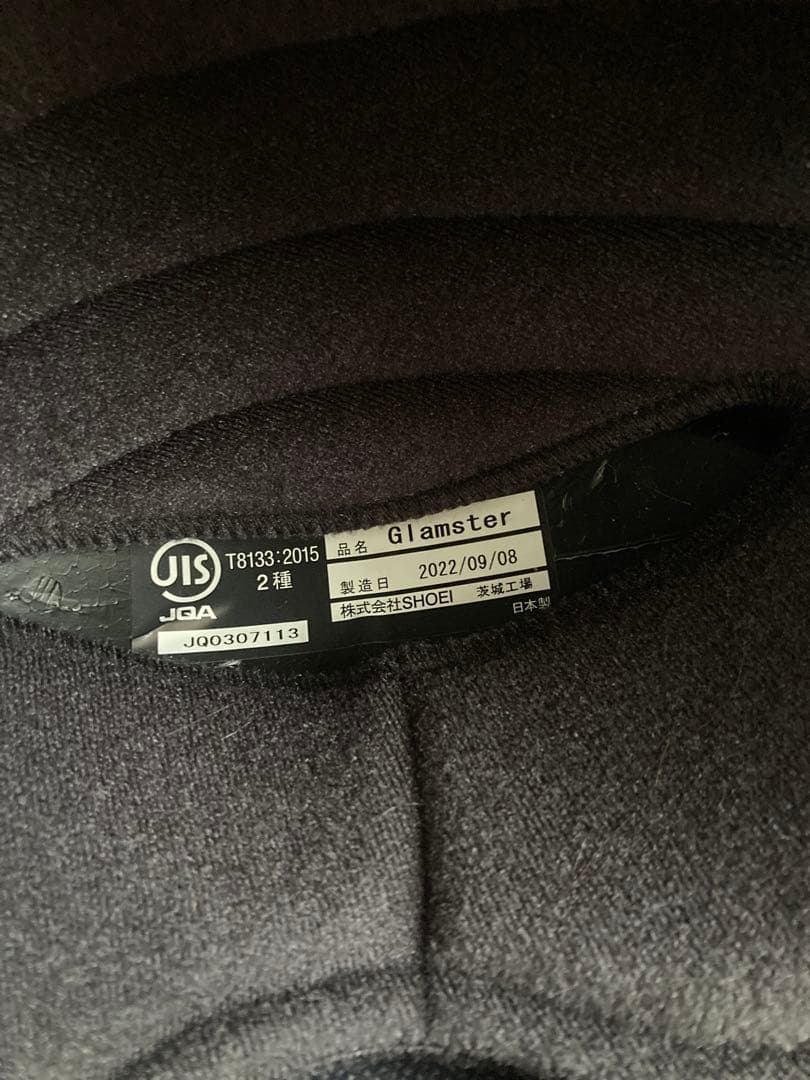 JIS
JQA
T8133:2015
2種
JQ0307113
品名 Glamster
製造日 2022/09/08
株式会社SHOEI 茨城工場
日本製